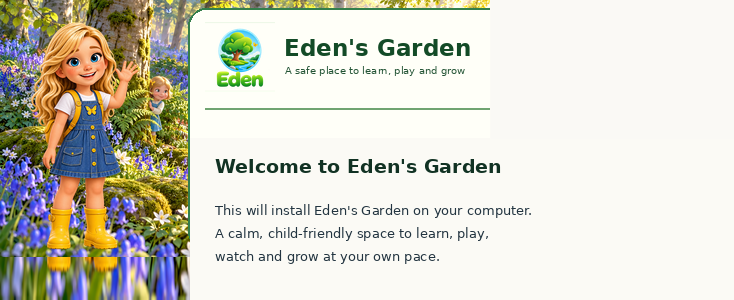 Eden's Garden
A safe place to learn, play and grow
Eden
Welcome to Eden's Garden
This will install Eden's Garden on your computer.
A calm, child-friendly space to learn, play,
watch and grow at your own pace.